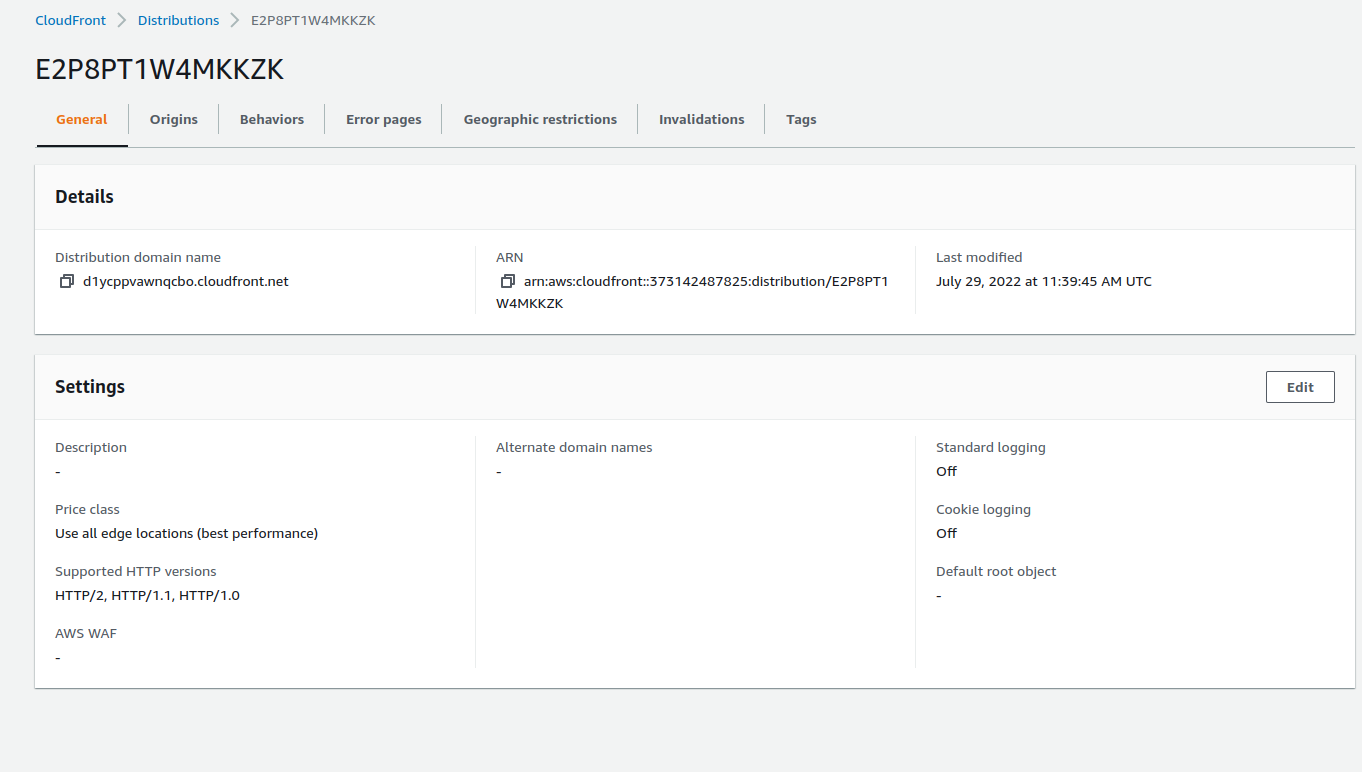 CloudFront > Distributions > E2P8PT1W4MKKZK
E2P8PT1W4MKKZK
General
Origins
Behaviors
Error pages
Geographic restrictions
Invalidations
Tags
Details
Distribution domain name
d1ycppvawnqcbo.cloudfront.net
ARN
arn:aws:cloudfront::373142487825:distribution/E2P8PT1
W4MKKZK
Last modified
July 29, 2022 at 11:39:45 AM UTC
Settings
Edit
Description
-
Price class
Use all edge locations (best performance)
Supported HTTP versions
HTTP/2, HTTP/1.1, HTTP/1.0
AWS WAF
-
Alternate domain names
-
Standard logging
Off
Cookie logging
Off
Default root object
-